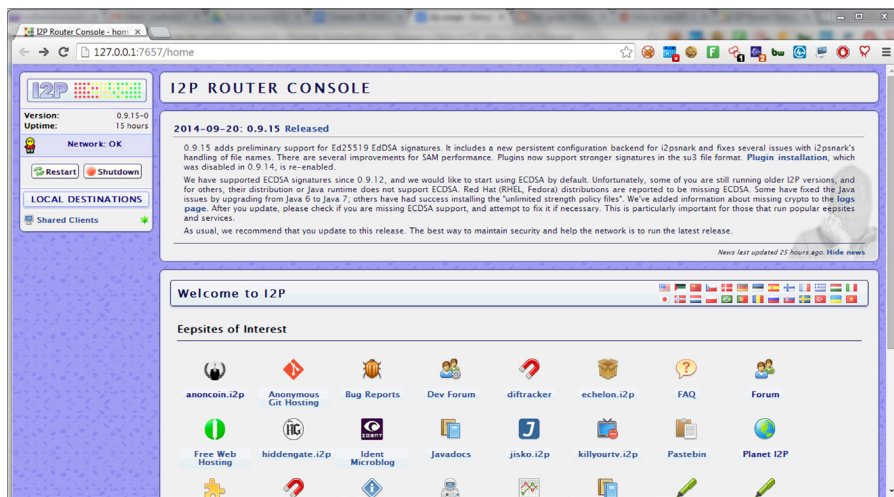 I2P Router Console - hom
127.0.0.1:7657/home
I2P
Version: 0.9.15-0
Uptime: 15 hours
Network: OK
Restart Shutdown
LOCAL DESTINATIONS
Shared Clients
I2P ROUTER CONSOLE
2014-09-20: 0.9.15 Released
0.9.15 adds preliminary support for Ed25519 EdDSA signatures. It includes a new persistent configuration backend for i2psnark and fixes several issues with i2psnark's
handling of file names. There are several improvements for SAM performance. Plugins now support stronger signatures in the su3 file format. Plugin installation, which
was disabled in 0.9.14, is re-enabled.
We have supported ECDSA signatures since 0.9.12, and we would like to start using ECDSA by default. Unfortunately, some of you are still running older I2P versions, and
for others, their distribution or Java runtime does not support ECDSA. Red Hat (RHEL, Fedora) distributions are reported to be missing ECDSA. Some have fixed the Java
issues by upgrading from Java 6 to Java 7; others have had success installing the "unlimited strength policy files". We've added information about missing crypto to the logs
page. After you update, please check if you are missing ECDSA support, and attempt to fix it if necessary. This is particularly important for those that run popular eepsites
and services.
As usual, we recommend that you update to this release. The best way to maintain security and help the network is to run the latest release.
News last updated 25 hours ago. Hide news
Welcome to I2P
Eepsites of Interest
anoncoin.i2p Anonymous Git Hosting Bug Reports Dev Forum diftracker echelon.i2p FAQ Forum
Free Web Hosting hiddengate.i2p Ident Microblog Javadocs jisko.i2p killyourtv.i2p Pastebin Planet I2P